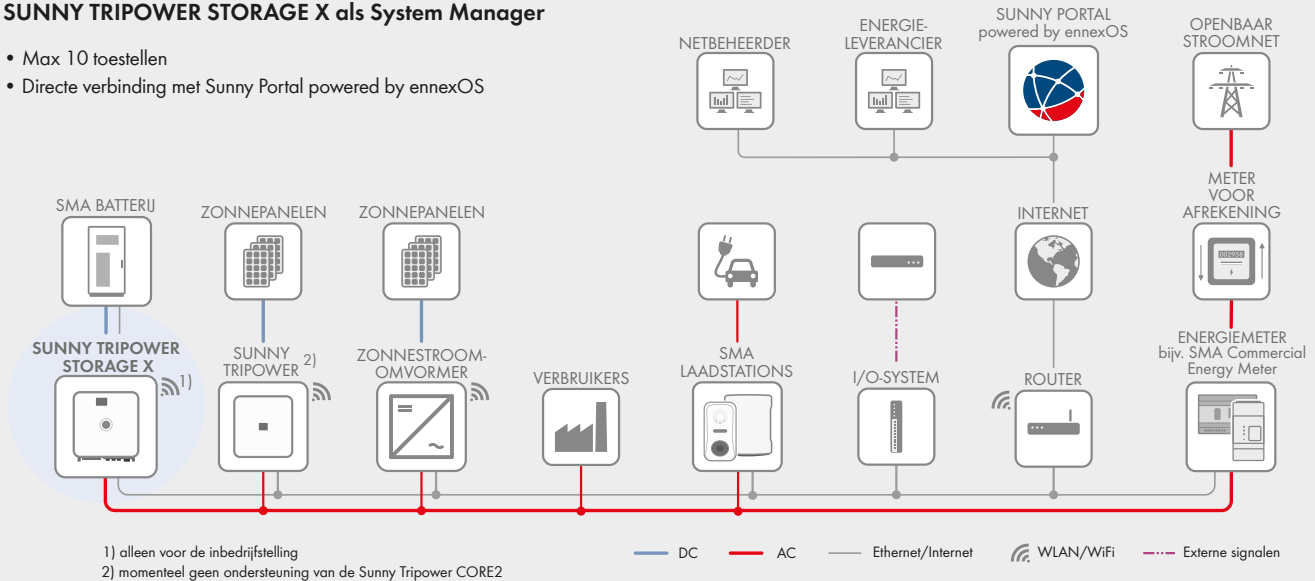 SUNNY TRIPOWER STORAGE X als System Manager
• Max 10 toestellen
• Directe verbinding met Sunny Portal powered by ennexOS
NETBEHEERDER
ENERGIE-
LEVERANCIER
SUNNY PORTAL
powered by ennexOS
OPENBAAR
STROOMNET
SMA BATTERIJ
ZONNEPANELEN
ZONNEPANELEN
INTERNET
METER
VOOR
AFREKENING
002958
SUNNY TRIPOWER
STORAGE X
1)
SUNNY
TRIPOWER 2)
ZONNESTROOM-
OMVORMER
VERBRUIKERS
SMA
LAADSTATIONS
I/O-SYSTEM
ROUTER
ENERGIEMETER
bijv. SMA Commercial
Energy Meter
1) alleen voor de inbedrijfstelling
2) momenteel geen ondersteuning van de Sunny Tripower CORE2
DC
AC
Ethernet/Internet
WLAN/WiFi
Externe signalen